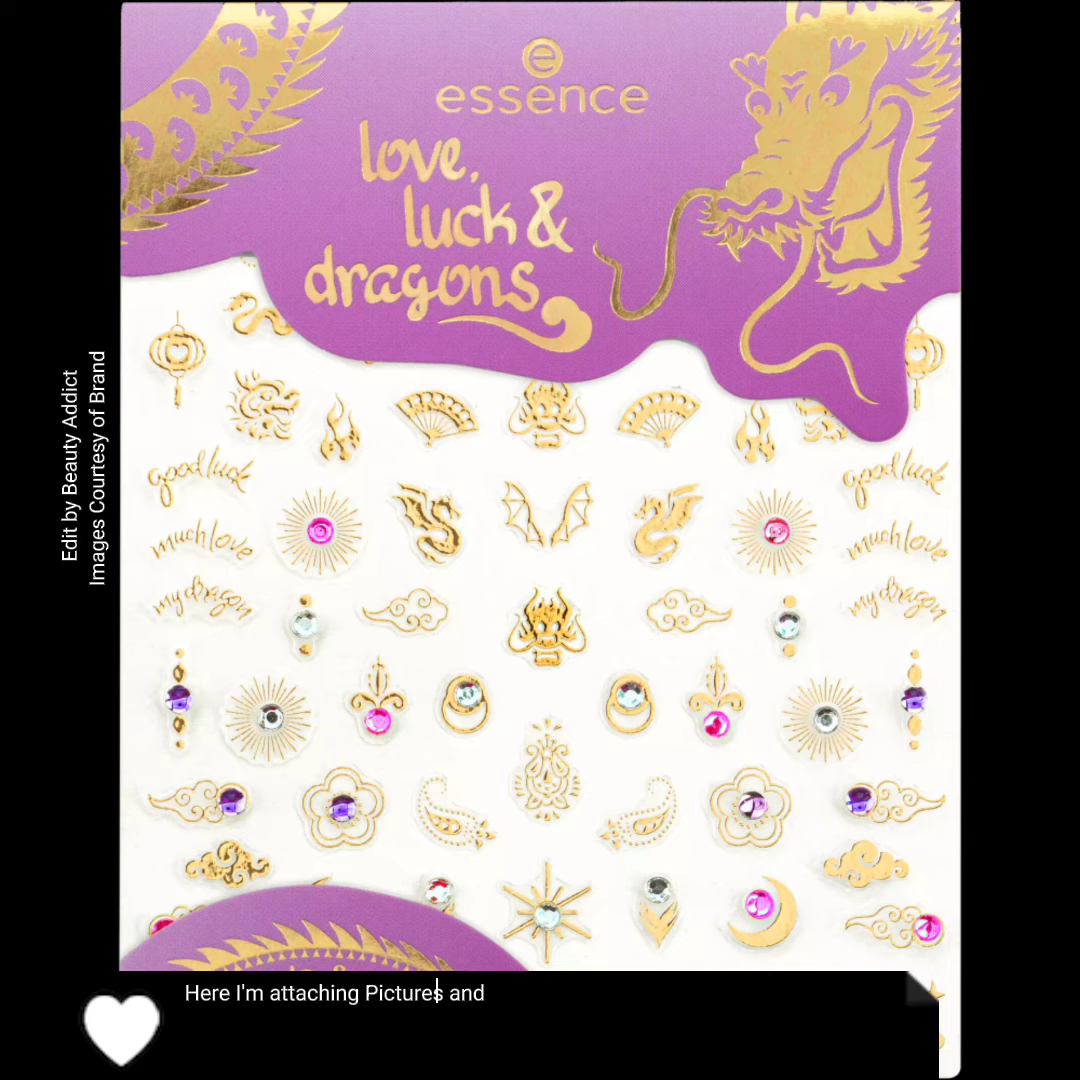 essence
love,
luck &
dragons
good luck
good luck
much love
much love
my dragon
my dragon
Edit by Beauty Addict
Images Courtesy of Brand
Here I'm attaching Pictures and